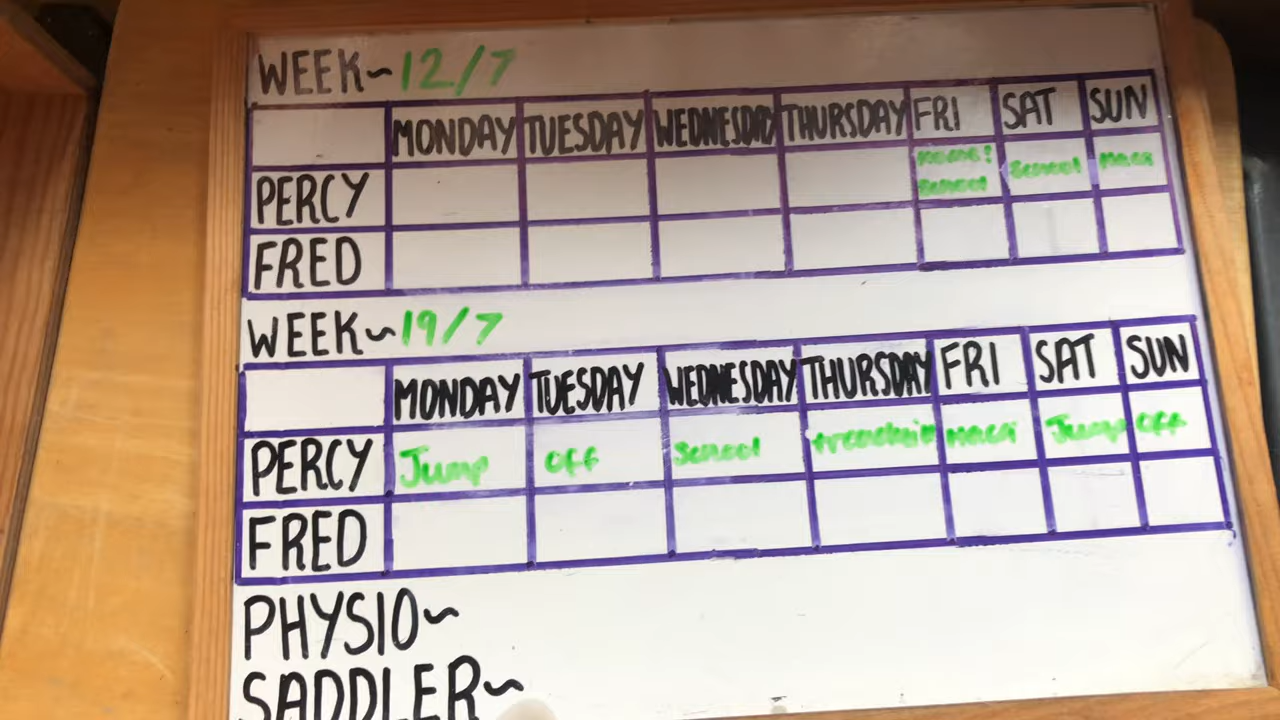 WEEK~12/7
MONDAY TUESDAY WEDNESDAY THURSDAY FRI SAT SUN
PERCY School School Hack
FRED
WEEK~19/7
MONDAY TUESDAY WEDNESDAY THURSDAY FRI SAT SUN
PERCY Jump Off School Hack Jump Off
FRED
PHYSIO~
SADDLER~